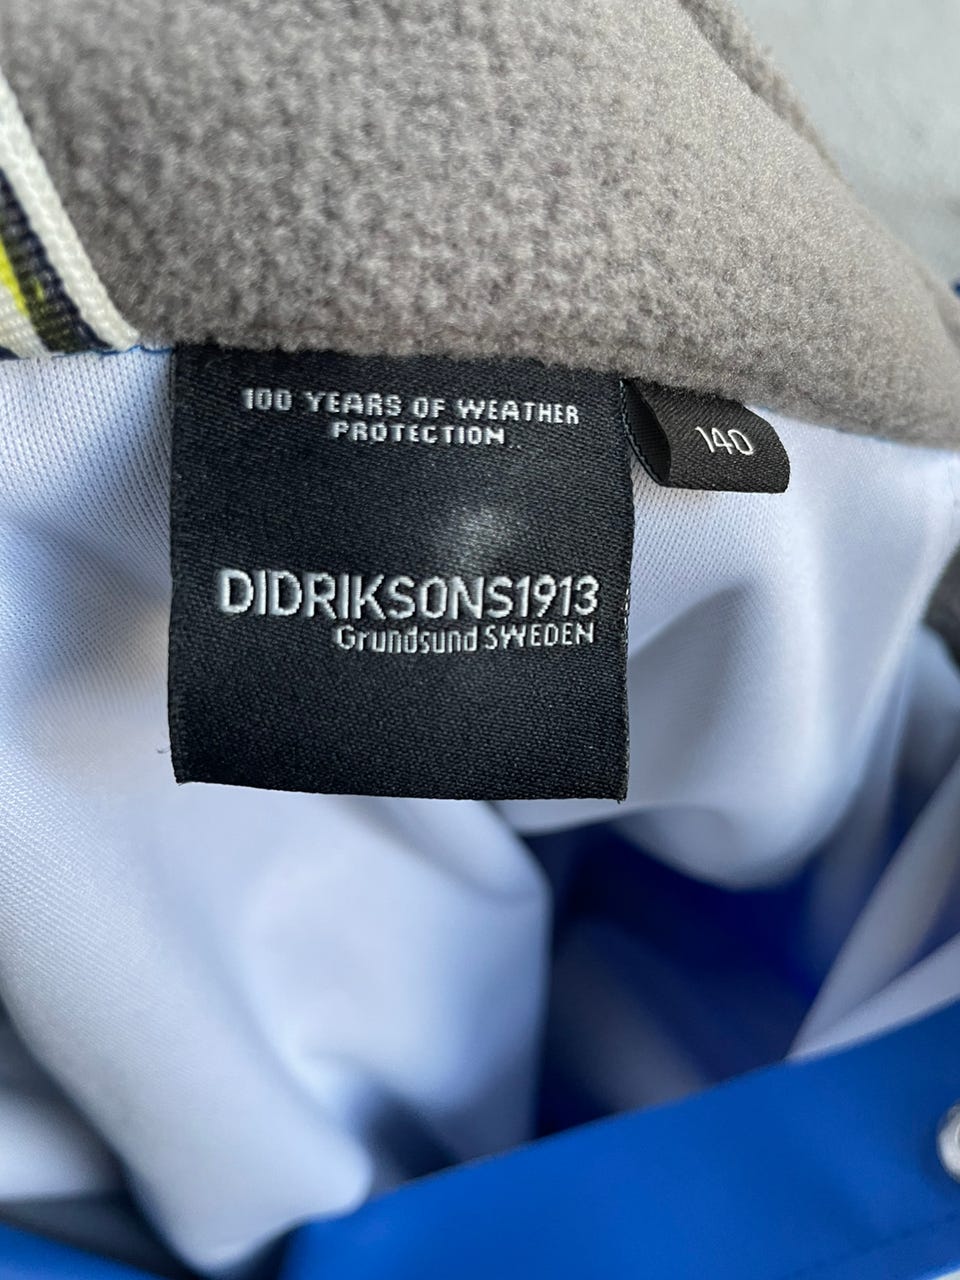 100 YEARS OF WEATHER
PROTECTION
140
DIDRIKSONS1913
Grundsund SWEDEN